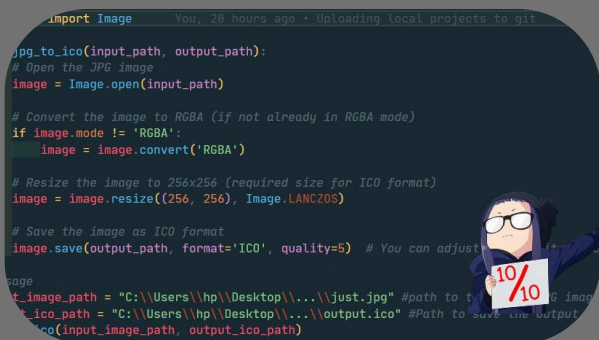 import Image You, 20 hours ago • Uploading local projects to git
jpg_to_ico(input_path, output_path):
# Open the JPG image
image = Image.open(input_path)
# Convert the image to RGBA (if not already in RGBA mode)
if image.mode != 'RGBA':
image = image.convert('RGBA')
# Resize the image to 256x256 (required size for ICO format)
image = image.resize((256, 256), Image.LANCZOS)
# Save the image as ICO format
image.save(output_path, format='ICO', quality=5) # You can adjust
sage
t_image_path = "C:\\Users\\hp\\Desktop\\...\\just.jpg" #path to
t_ico_path = "C:\\Users\\hp\\Desktop\\...\\output.ico" #Path to save the output
ico(input_image_path, output_ico_path)
10/10